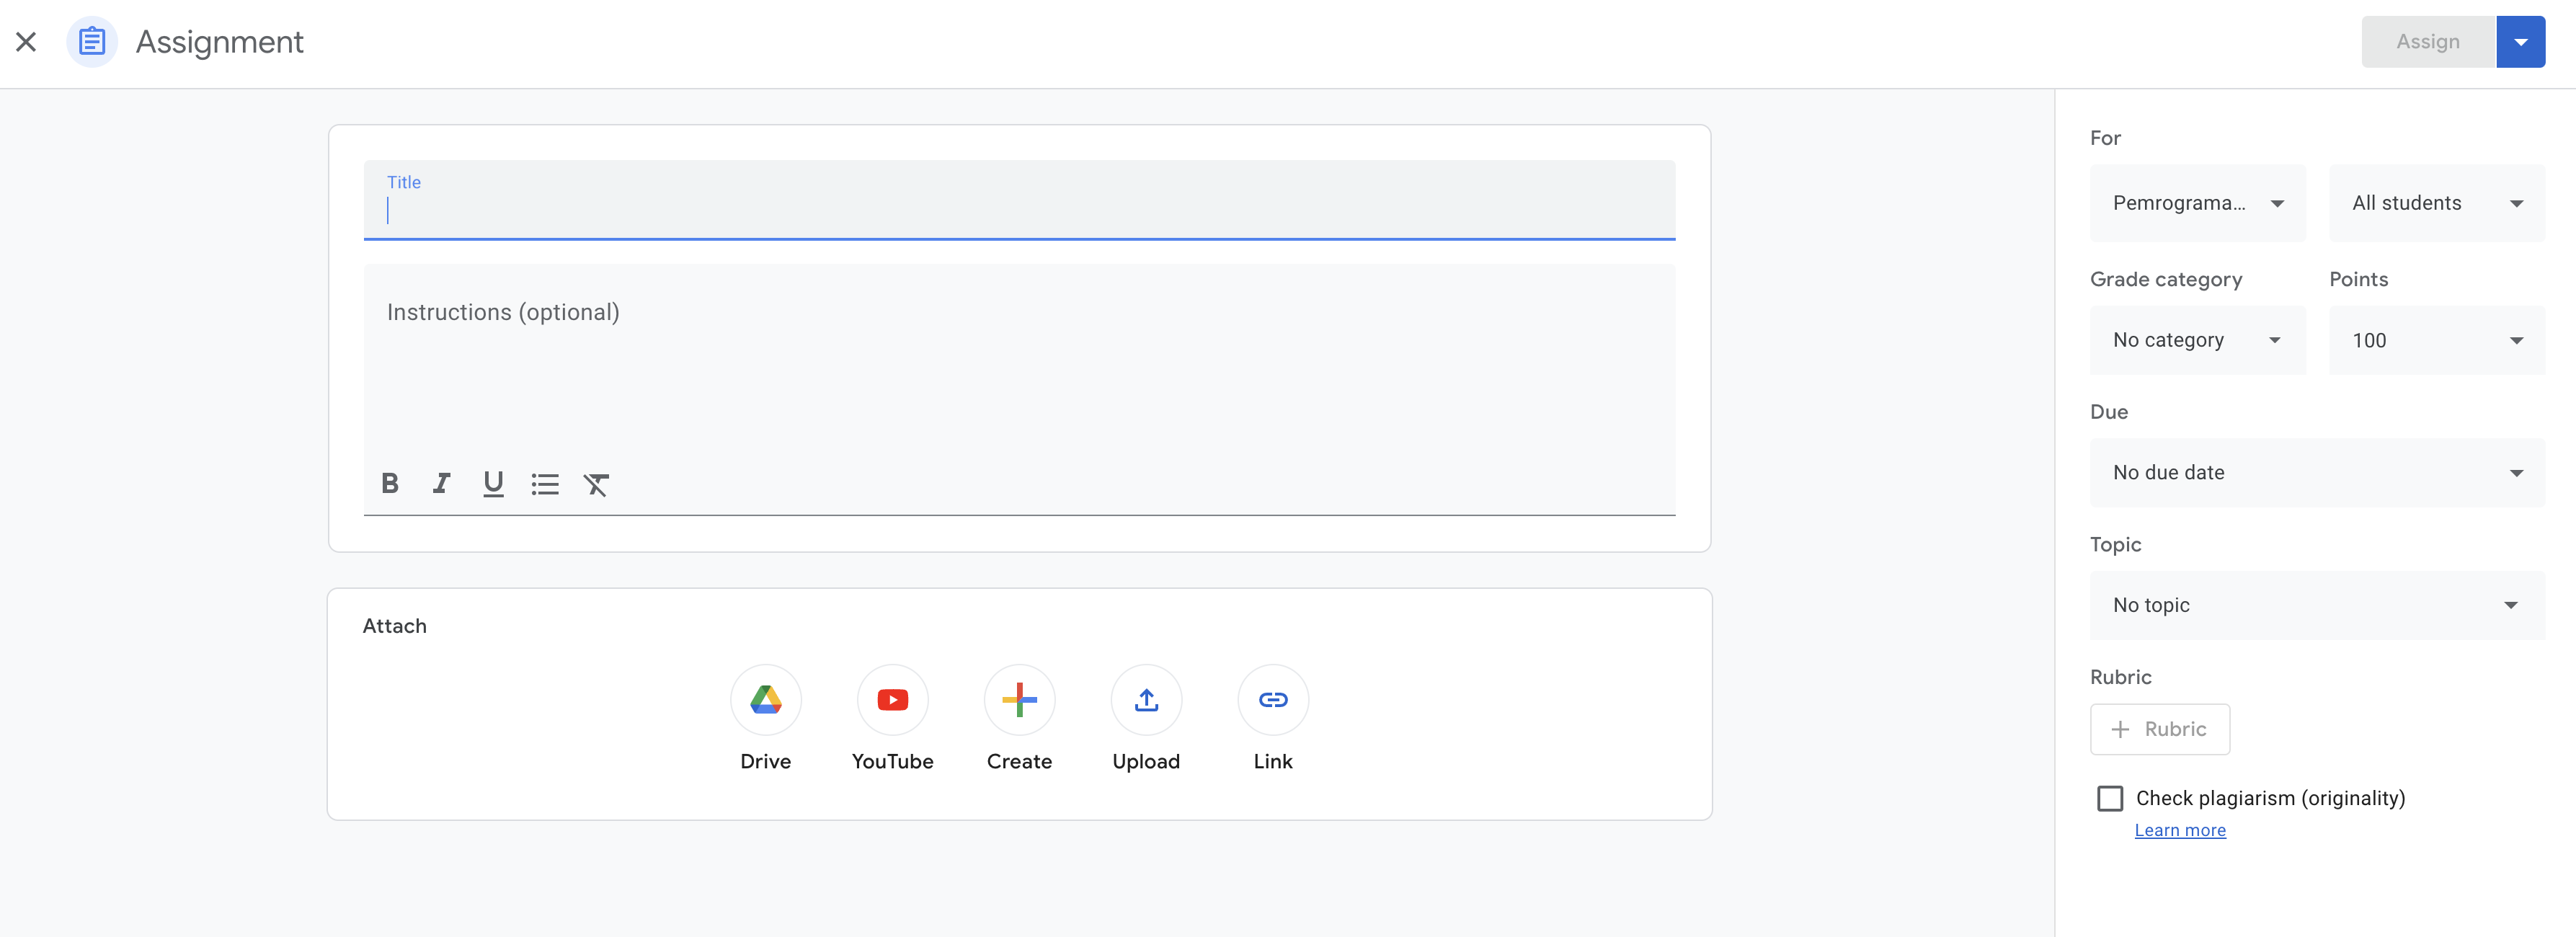 Assignment
Assign
Title
Instructions (optional)
B I U
Attach
Drive YouTube Create Upload Link
For
Pemrograma... All students
Grade category Points
No category 100
Due
No due date
Topic
No topic
Rubric
Rubric
Check plagiarism (originality)
Learn more